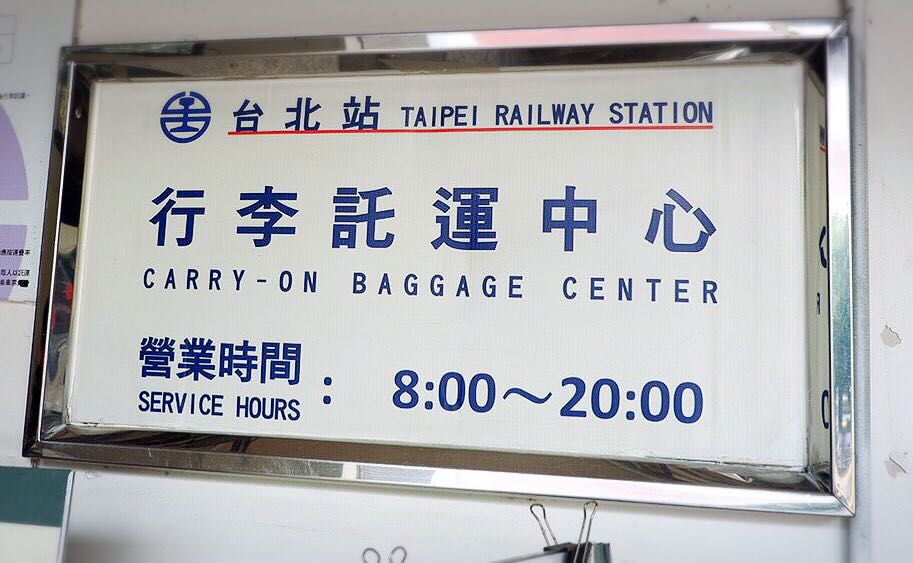 台北站 TAIPEI RAILWAY STATION
行李託運中心
CARRY-ON BAGGAGE CENTER
營業時間 : 8:00～20:00
SERVICE HOURS